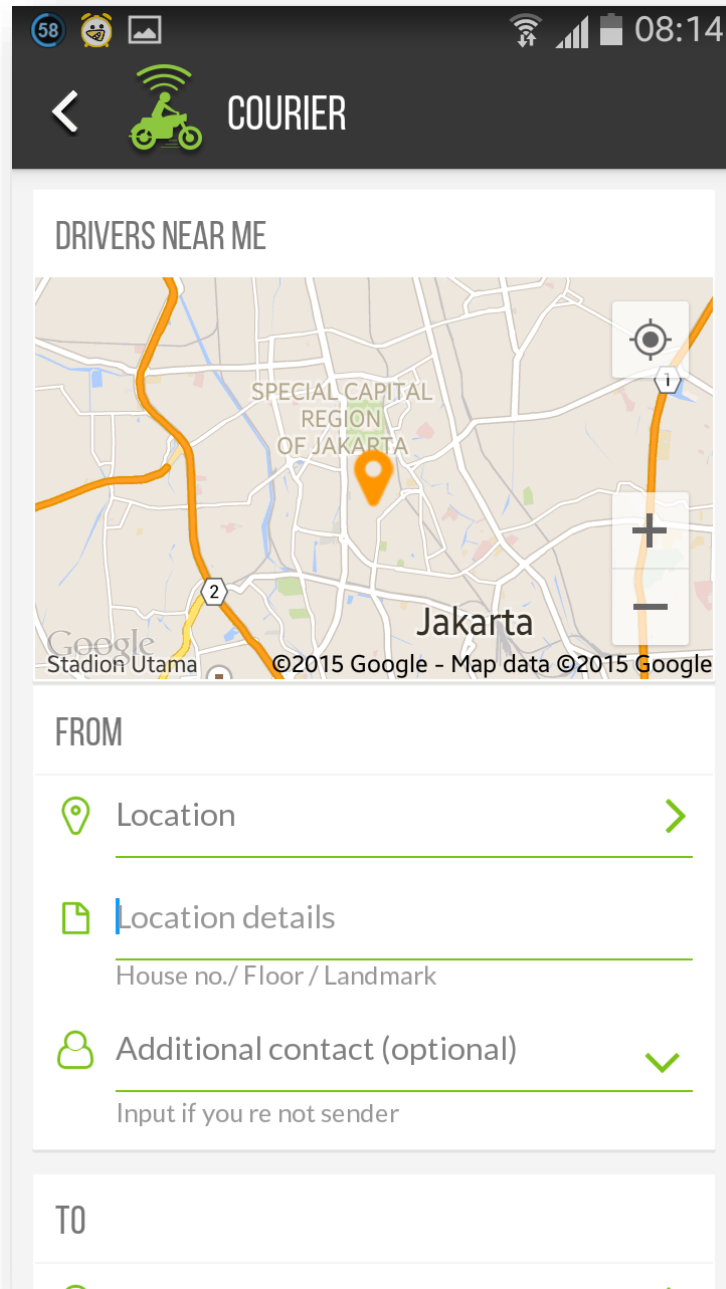 58
08:14
COURIER
DRIVERS NEAR ME
SPECIAL CAPITAL
REGION
OF JAKARTA
1
2
Jakarta
Google
Stadion Utama
©2015 Google - Map data ©2015 Google
FROM
Location
Location details
House no./ Floor / Landmark
Additional contact (optional)
Input if you re not sender
TO